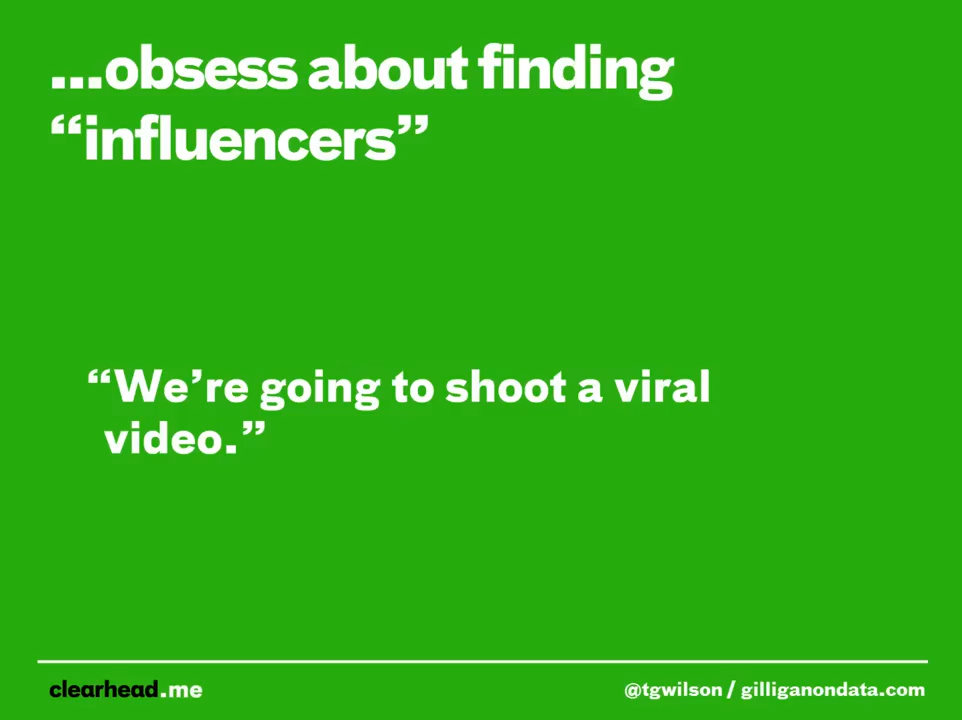 ...obsess about finding
“influencers”
“We’re going to shoot a viral
video.”
clearhead.me
@tgwilson / gilliganondata.com